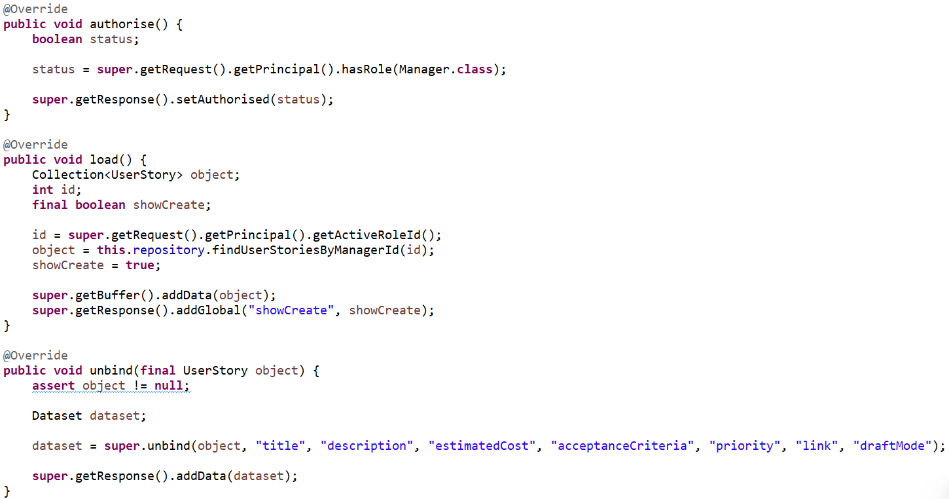 @Override
public void authorise() {
    boolean status;

    status = super.getRequest().getPrincipal().hasRole(Manager.class);

    super.getResponse().setAuthorised(status);
}

@Override
public void load() {
    Collection<UserStory> object;
    int id;
    final boolean showCreate;

    id = super.getRequest().getPrincipal().getActiveRoleId();
    object = this.repository.findUserStoriesByManagerId(id);
    showCreate = true;

    super.getBuffer().addData(object);
    super.getResponse().addGlobal("showCreate", showCreate);
}

@Override
public void unbind(final UserStory object) {
    assert object != null;

    Dataset dataset;

    dataset = super.unbind(object, "title", "description", "estimatedCost", "acceptanceCriteria", "priority", "link", "draftMode");

    super.getResponse().addData(dataset);
}